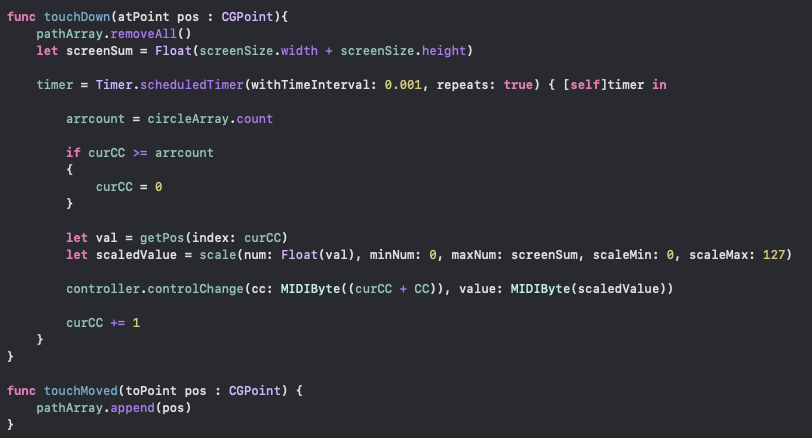 func touchDown(atPoint pos : CGPoint){
    pathArray.removeAll()
    let screenSum = Float(screenSize.width + screenSize.height)

    timer = Timer.scheduledTimer(withTimeInterval: 0.001, repeats: true) { [self]timer in

        arrcount = circleArray.count

        if curCC >= arrcount
        {
            curCC = 0
        }

        let val = getPos(index: curCC)
        let scaledValue = scale(num: Float(val), minNum: 0, maxNum: screenSum, scaleMin: 0, scaleMax: 127)

        controller.controlChange(cc: MIDIByte((curCC + CC)), value: MIDIByte(scaledValue))

        curCC += 1
    }
}

func touchMoved(toPoint pos : CGPoint) {
    pathArray.append(pos)
}